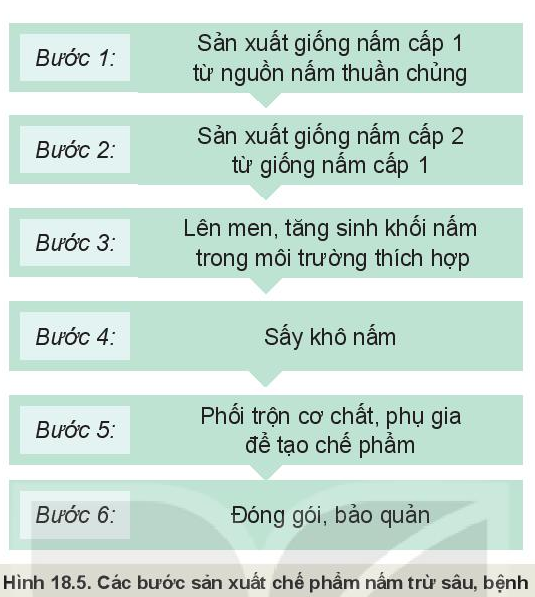 Bước 1:
Sản xuất giống nấm cấp 1
từ nguồn nấm thuần chủng
Bước 2:
Sản xuất giống nấm cấp 2
từ giống nấm cấp 1
Bước 3:
Lên men, tăng sinh khối nấm
trong môi trường thích hợp
Bước 4:
Sấy khô nấm
Bước 5:
Phối trộn cơ chất, phụ gia
để tạo chế phẩm
Bước 6:
Đóng gói, bảo quản
Hình 18.5. Các bước sản xuất chế phẩm nấm trừ sâu, bệnh